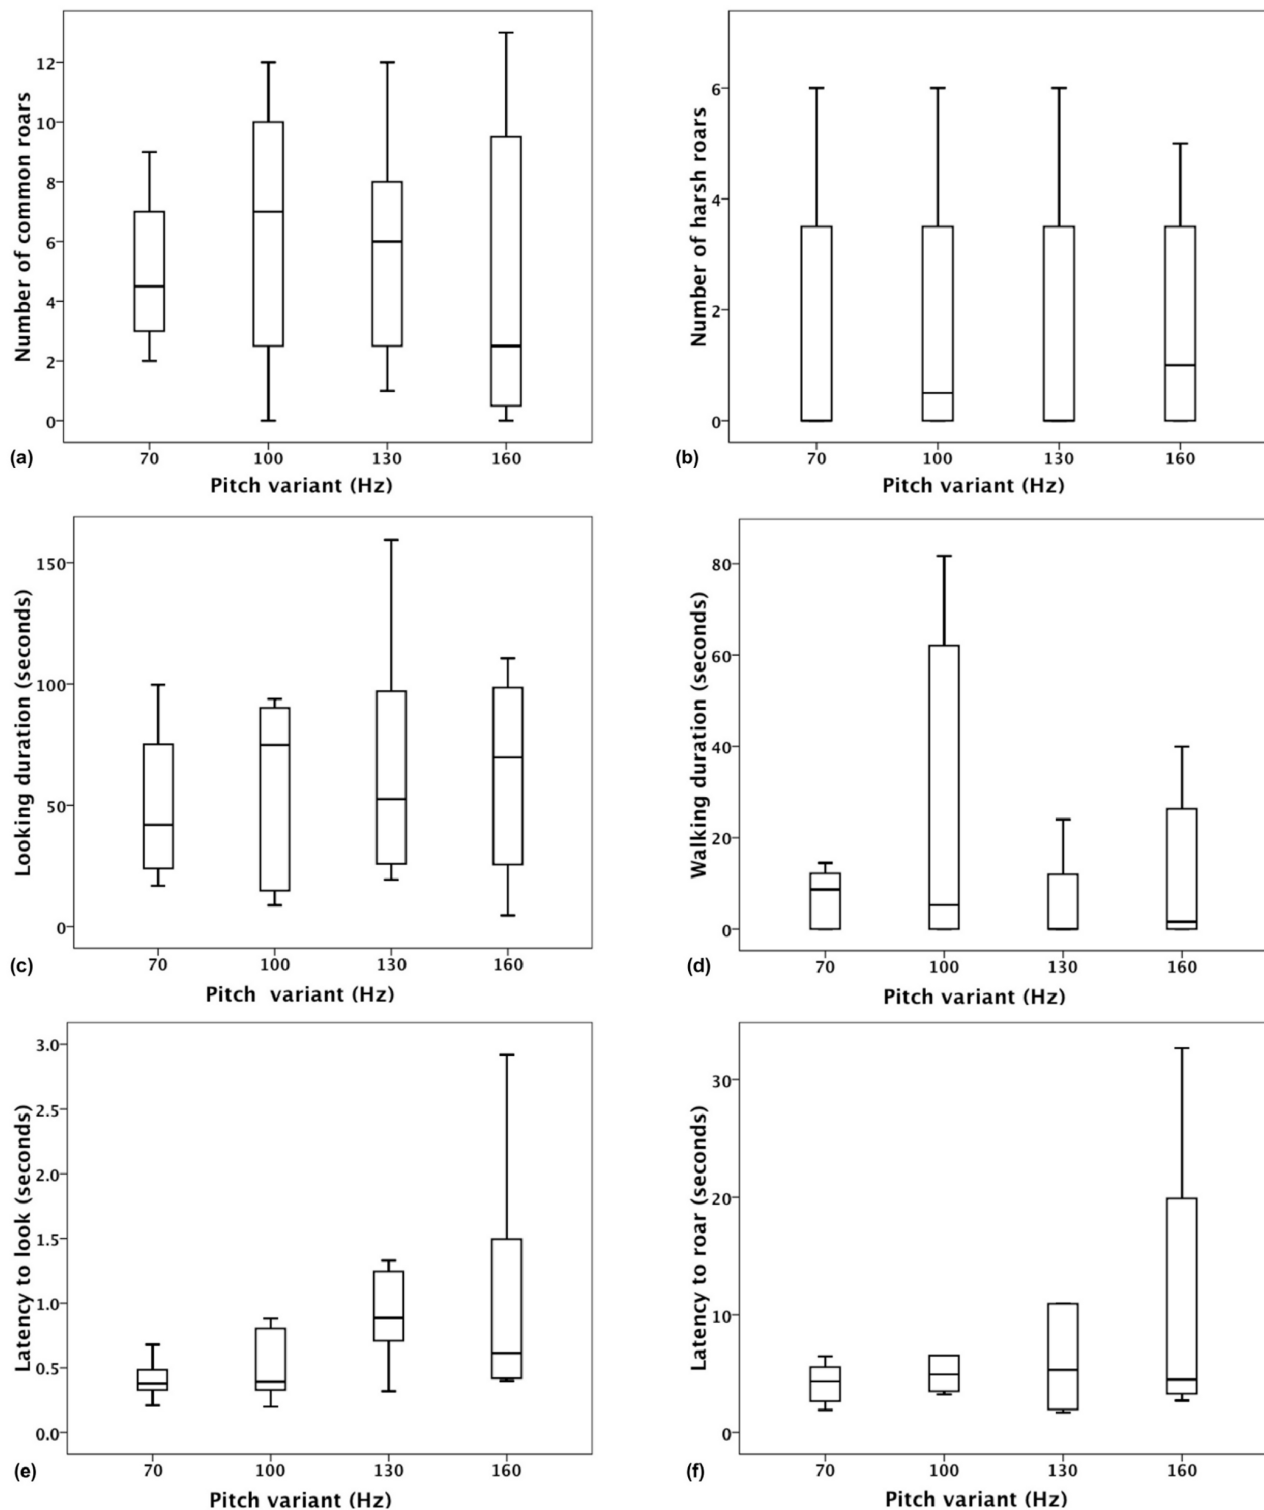 Number of common roars
12
10
8
6
4
2
0
70 100 130 160
(a)
Pitch variant (Hz)
Number of harsh roars
6
4
2
0
70 100 130 160
(b)
Pitch variant (Hz)
Looking duration (seconds)
150
100
50
0
70 100 130 160
(c)
Pitch variant (Hz)
Walking duration (seconds)
80
60
40
20
0
70 100 130 160
(d)
Pitch variant (Hz)
Latency to look (seconds)
3.0
2.5
2.0
1.5
1.0
0.5
0.0
70 100 130 160
(e)
Pitch variant (Hz)
Latency to roar (seconds)
30
20
10
0
70 100 130 160
(f)
Pitch variant (Hz)